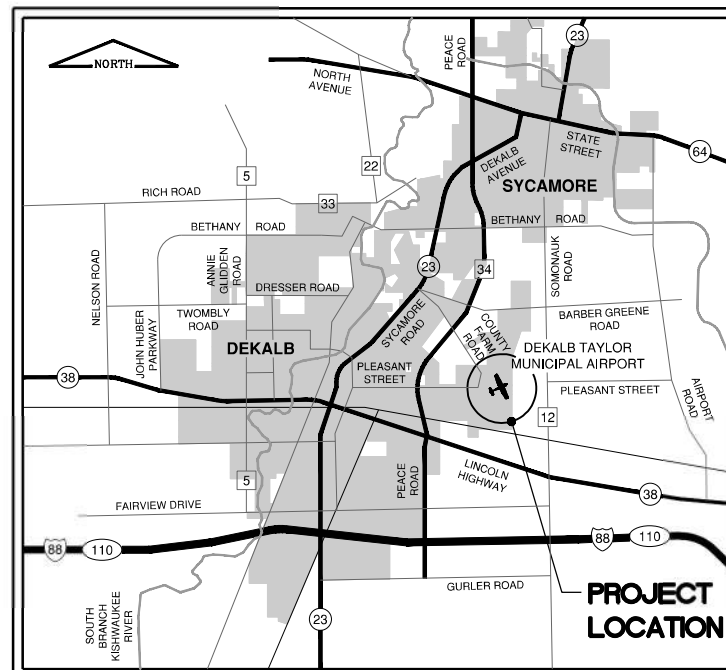 23
PEACE
ROAD
NORTH
NORTH
AVENUE
STATE
STREET
64
DEKALB
AVENUE
22
5
SYCAMORE
RICH ROAD
33
BETHANY ROAD
BETHANY ROAD
NELSON ROAD
ANNIE
GLIDDEN
ROAD
23
34
SOMONAUK
ROAD
DRESSER ROAD
TWOMBLY
ROAD
JOHN HUBER
PARKWAY
SYCAMORE
ROAD
COUNTY
FARM
ROAD
BARBER GREENE
ROAD
DEKALB
DEKALB TAYLOR
MUNICIPAL AIRPORT
PLEASANT
STREET
PLEASANT STREET
AIRPORT
ROAD
38
12
LINCOLN
HIGHWAY
PEACE
ROAD
5
38
FAIRVIEW DRIVE
88
110
88
110
GURLER ROAD
SOUTH
BRANCH
KISHWAUKEE
RIVER
23
PROJECT
LOCATION